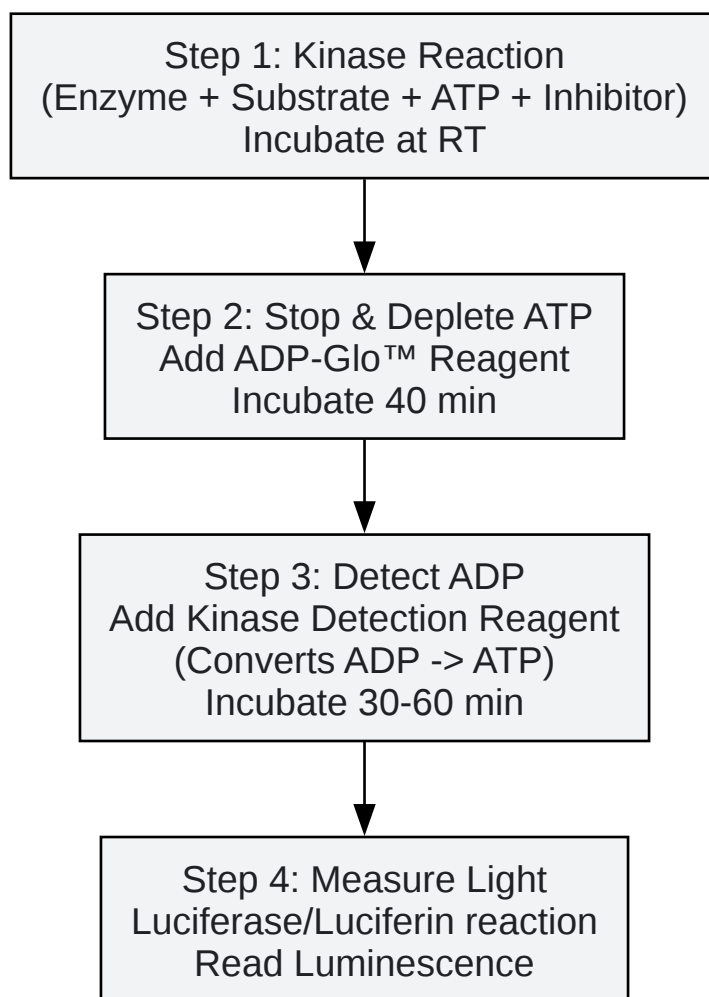 Step 1: Kinase Reaction
(Enzyme + Substrate + ATP + Inhibitor)
Incubate at RT
Step 2: Stop & Deplete ATP
Add ADP-Glo™ Reagent
Incubate 40 min
Step 3: Detect ADP
Add Kinase Detection Reagent
(Converts ADP -> ATP)
Incubate 30-60 min
Step 4: Measure Light
Luciferase/Luciferin reaction
Read Luminescence